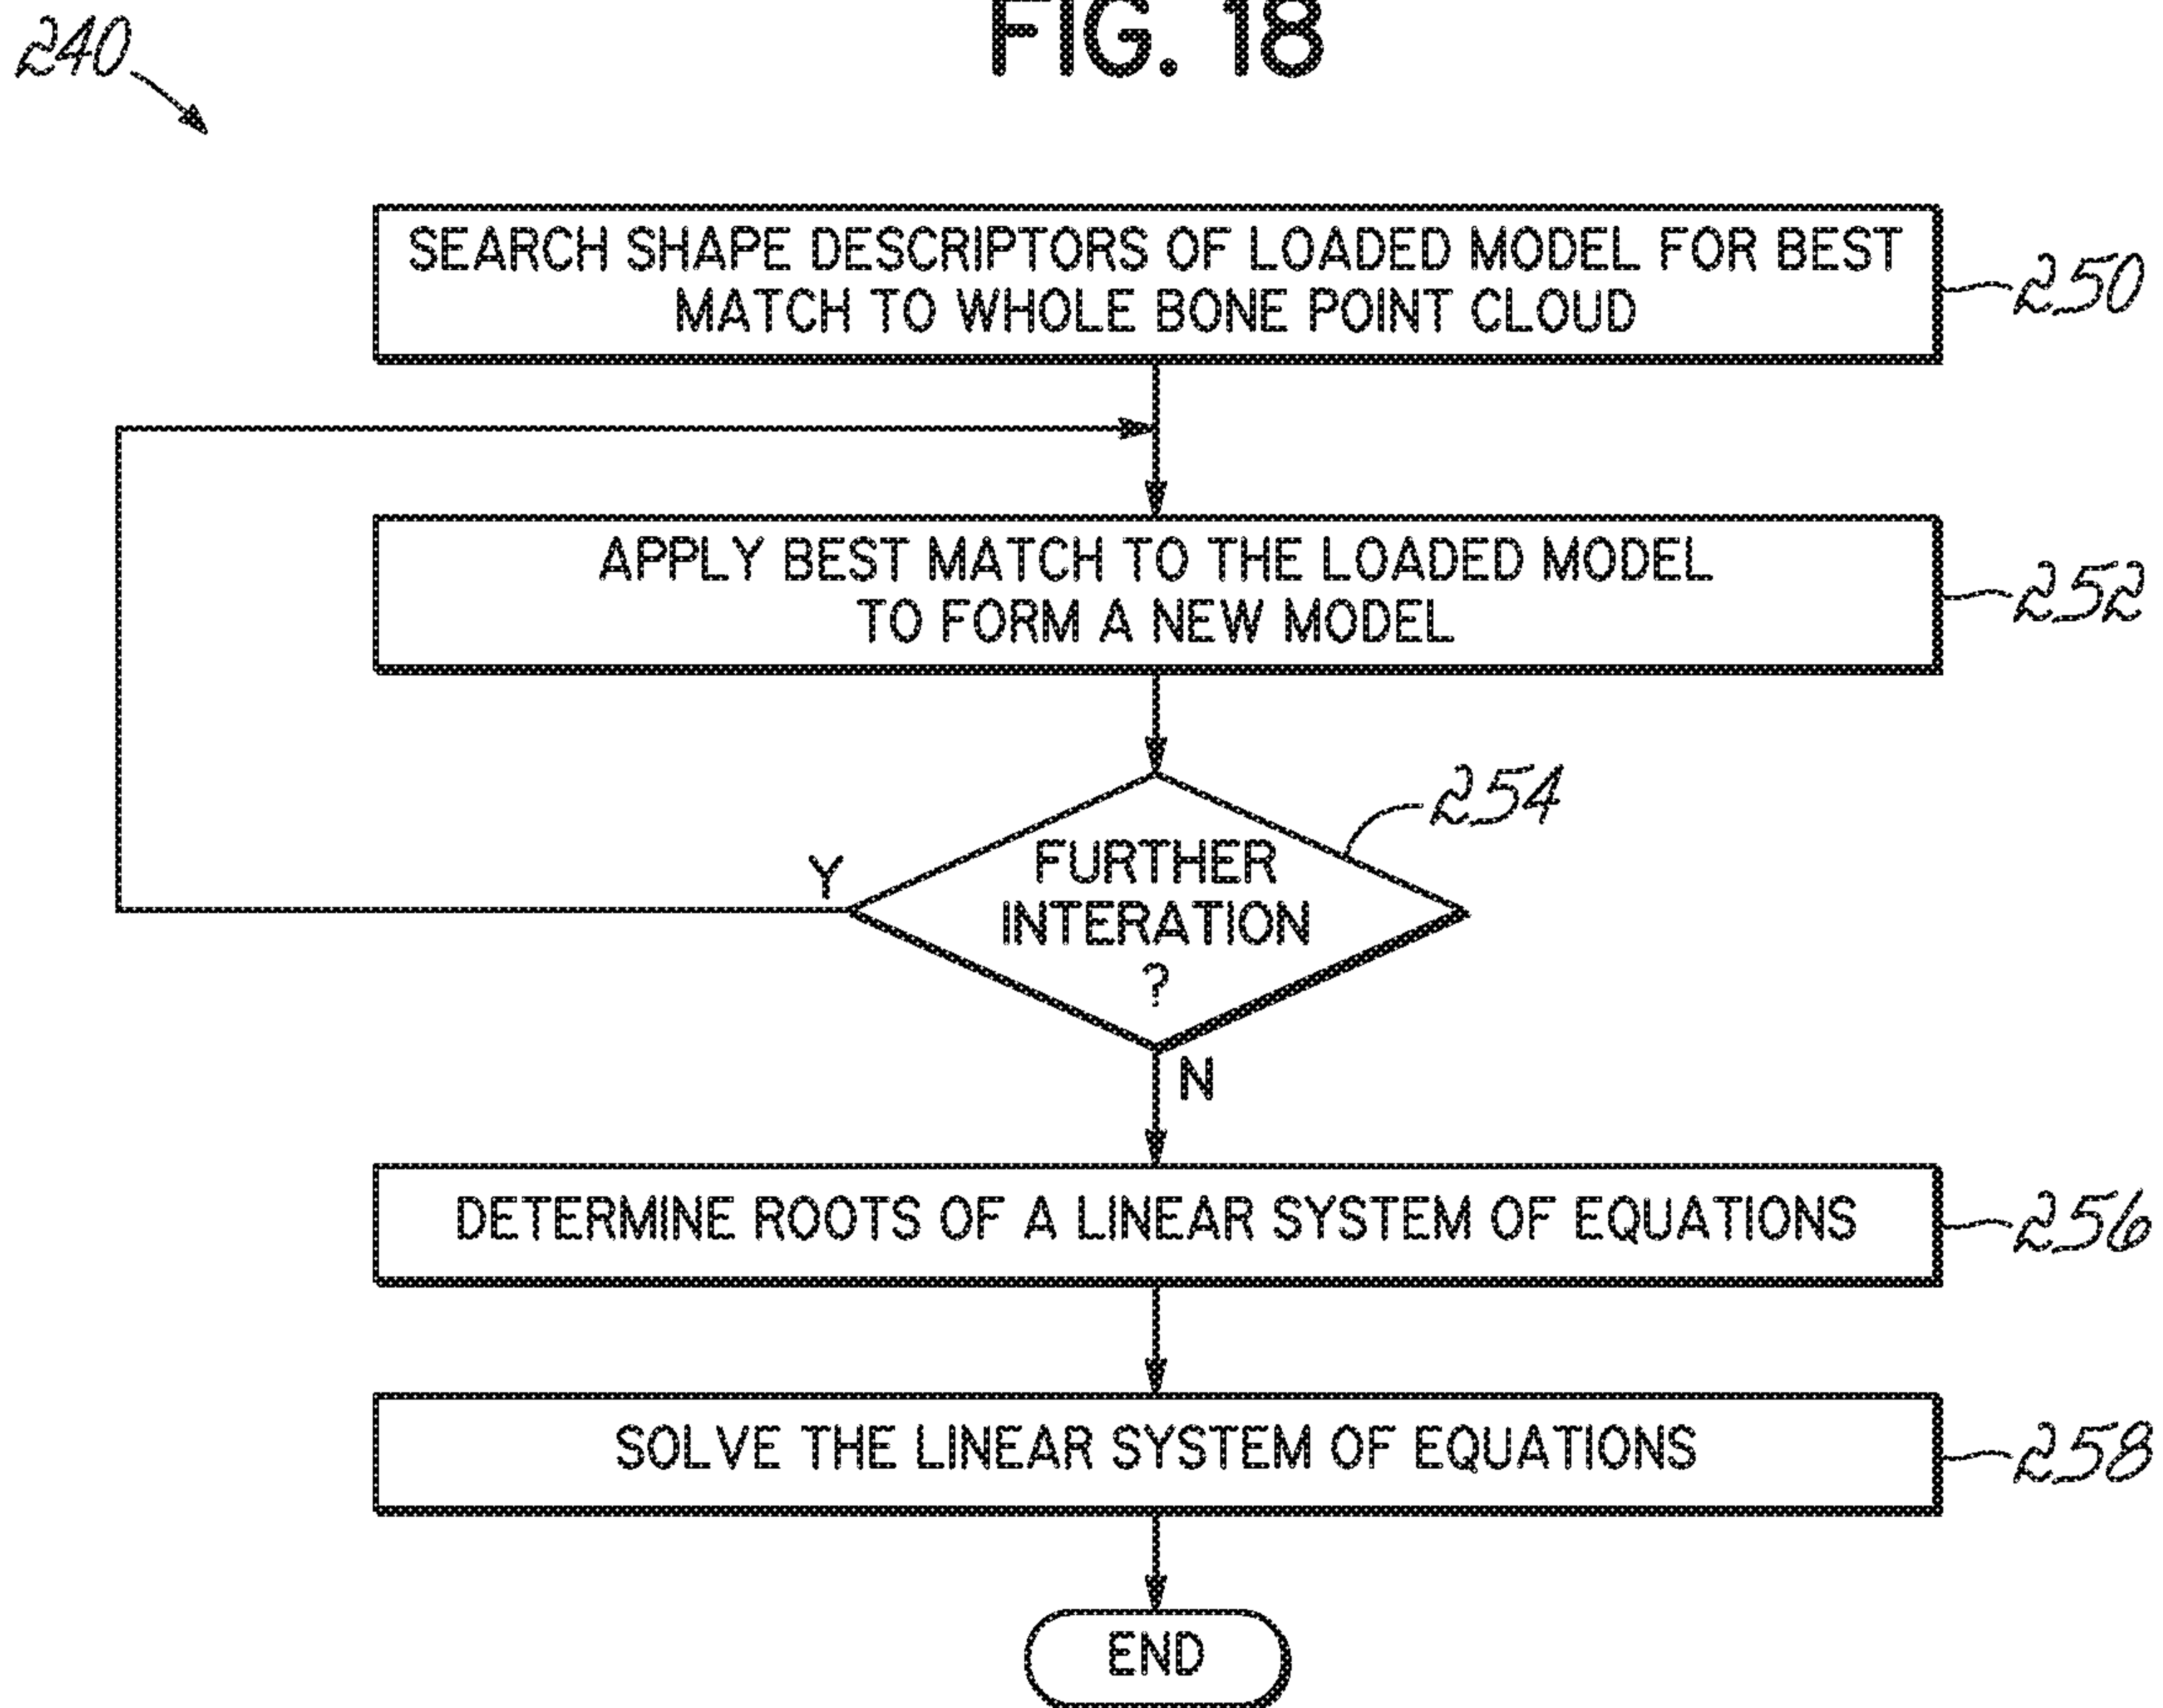 FIG. 18
240
SEARCH SHAPE DESCRIPTORS OF LOADED MODEL FOR BEST
MATCH TO WHOLE BONE POINT CLOUD
250
APPLY BEST MATCH TO THE LOADED MODEL
TO FORM A NEW MODEL
252
254
FURTHER
INTERATION
?
Y
N
DETERMINE ROOTS OF A LINEAR SYSTEM OF EQUATIONS
256
SOLVE THE LINEAR SYSTEM OF EQUATIONS
258
END